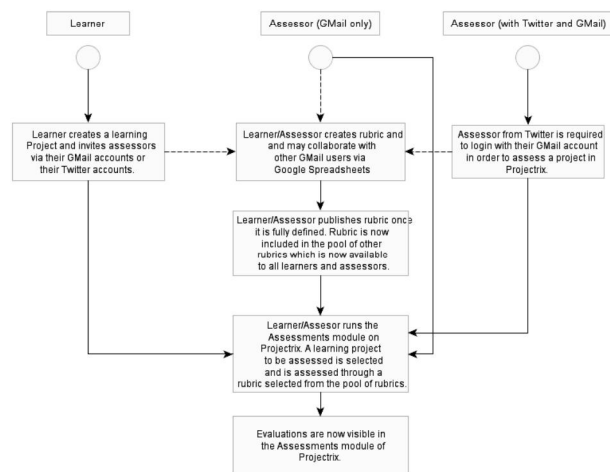 Learner
Assessor (GMail only)
Assessor (with Twitter and GMail)
Learner creates a learning
Project and invites assessors
via their GMail accounts or
their Twitter accounts.
Learner/Assessor creates rubric and
and may collaborate with
other GMail users via
Google Spreadsheets
Assessor from Twitter is required
to login with their GMail account
in order to assess a project in
Projectrix.
Learner/Assessor publishes rubric once
it is fully defined. Rubric is now
included in the pool of other
rubrics which is now available
to all learners and assessors.
Learner/Assesor runs the
Assessments module on
Projectrix. A learning project
to be assessed is selected
and is assessed through a
rubric selected from the pool of rubrics.
Evaluations are now visible in
the Assessments module of
Projectrix.